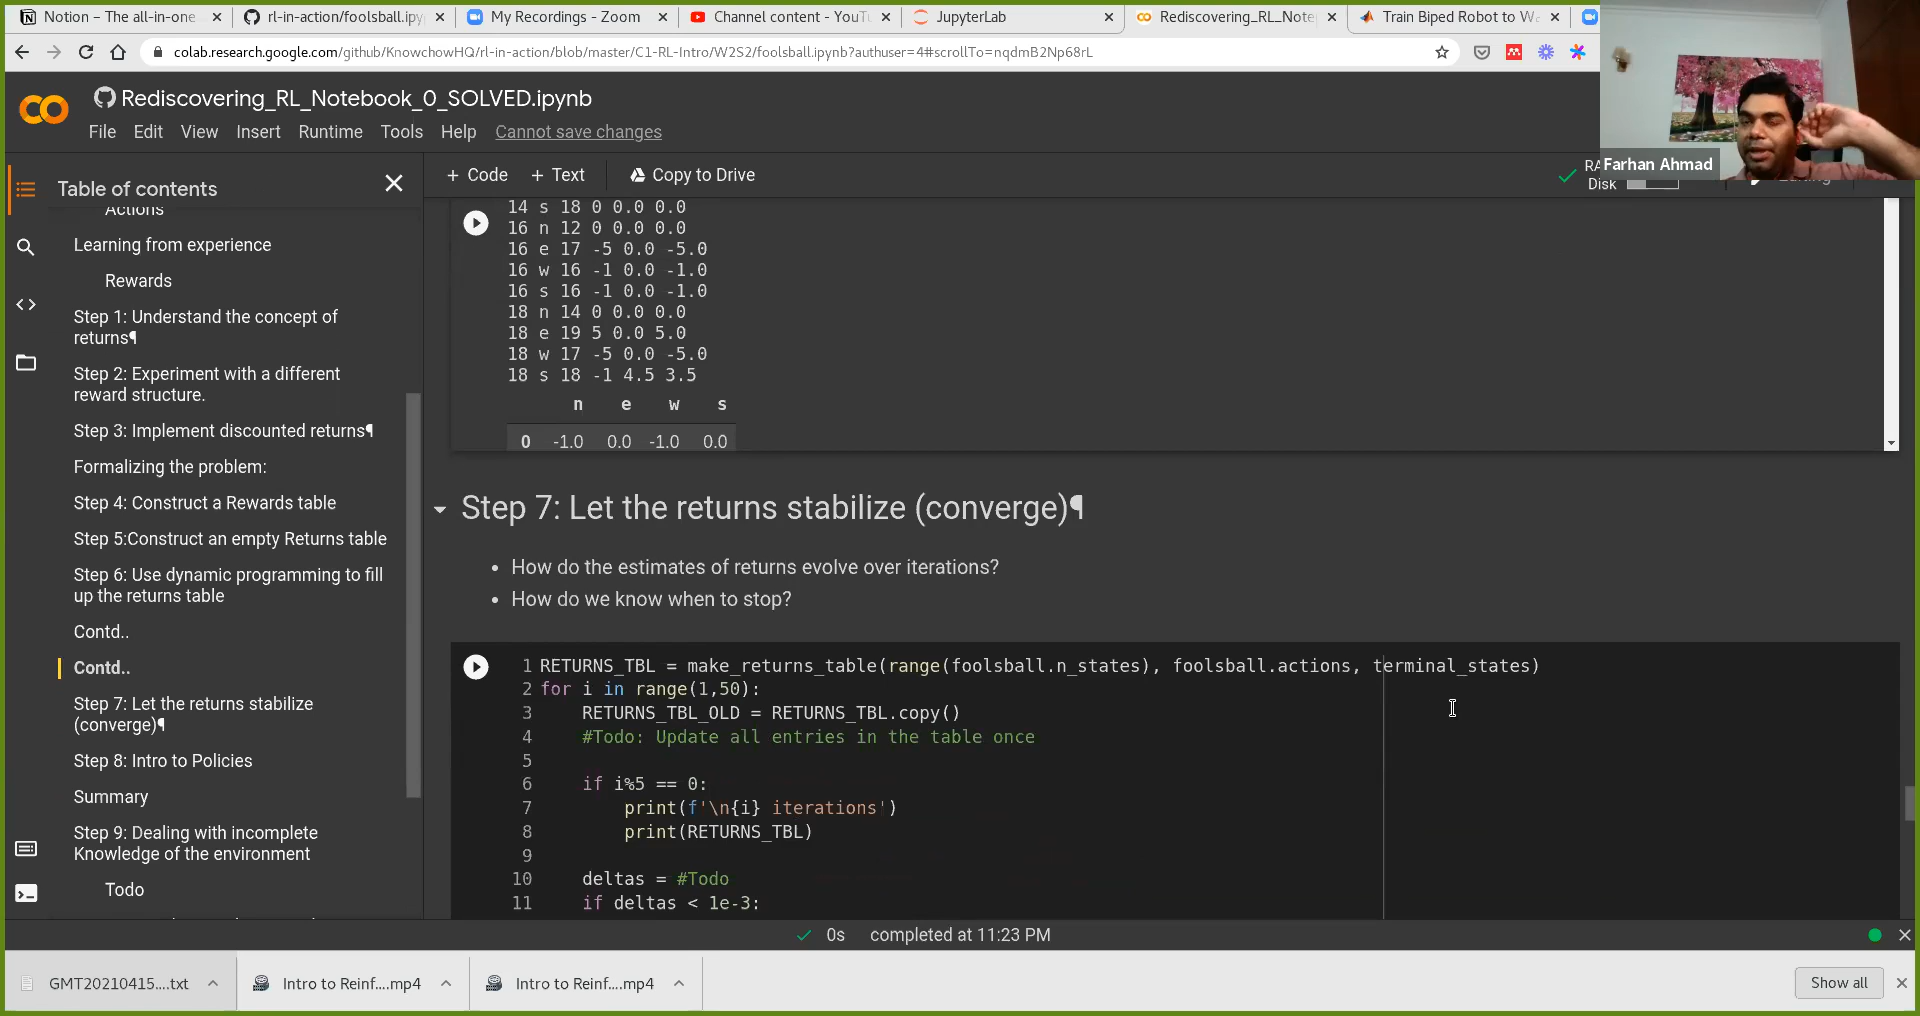 Notion – The all-in-one
rl-in-action/foolsball.ipy
My Recordings - Zoom
Channel content - YouTu
JupyterLab
Rediscovering_RL_Note
Train Biped Robot to Wa
colab.research.google.com/github/KnowchowHQ/rl-in-action/blob/master/C1-RL-Intro/W2S2/foolsball.ipynb?authuser=4#scrollTo=nqdmB2Np68rL
Rediscovering_RL_Notebook_0_SOLVED.ipynb
File Edit View Insert Runtime Tools Help Cannot save changes
Farhan Ahmad
+ Code + Text Copy to Drive
RA
Disk
Editing
Table of contents
Actions
Learning from experience
Rewards
Step 1: Understand the concept of
returns¶
Step 2: Experiment with a different
reward structure.
Step 3: Implement discounted returns¶
Formalizing the problem:
Step 4: Construct a Rewards table
Step 5:Construct an empty Returns table
Step 6: Use dynamic programming to fill
up the returns table
Contd..
Contd..
Step 7: Let the returns stabilize
(converge)¶
Step 8: Intro to Policies
Summary
Step 9: Dealing with incomplete
Knowledge of the environment
Todo
14 s 18 0 0.0 0.0
16 n 12 0 0.0 0.0
16 e 17 -5 0.0 -5.0
16 w 16 -1 0.0 -1.0
16 s 16 -1 0.0 -1.0
18 n 14 0 0.0 0.0
18 e 19 5 0.0 5.0
18 w 17 -5 0.0 -5.0
18 s 18 -1 4.5 3.5
n e w s
0 -1.0 0.0 -1.0 0.0
Step 7: Let the returns stabilize (converge)¶
• How do the estimates of returns evolve over iterations?
• How do we know when to stop?
1 RETURNS_TBL = make_returns_table(range(foolsball.n_states), foolsball.actions, terminal_states)
2 for i in range(1,50):
3 RETURNS_TBL_OLD = RETURNS_TBL.copy()
4 #Todo: Update all entries in the table once
5
6 if i%5 == 0:
7 print(f'\n{i} iterations')
8 print(RETURNS_TBL)
9
10 deltas = #Todo
11 if deltas < 1e-3:
0s completed at 11:23 PM
GMT20210415....txt
Intro to Reinf....mp4
Intro to Reinf....mp4
Show all